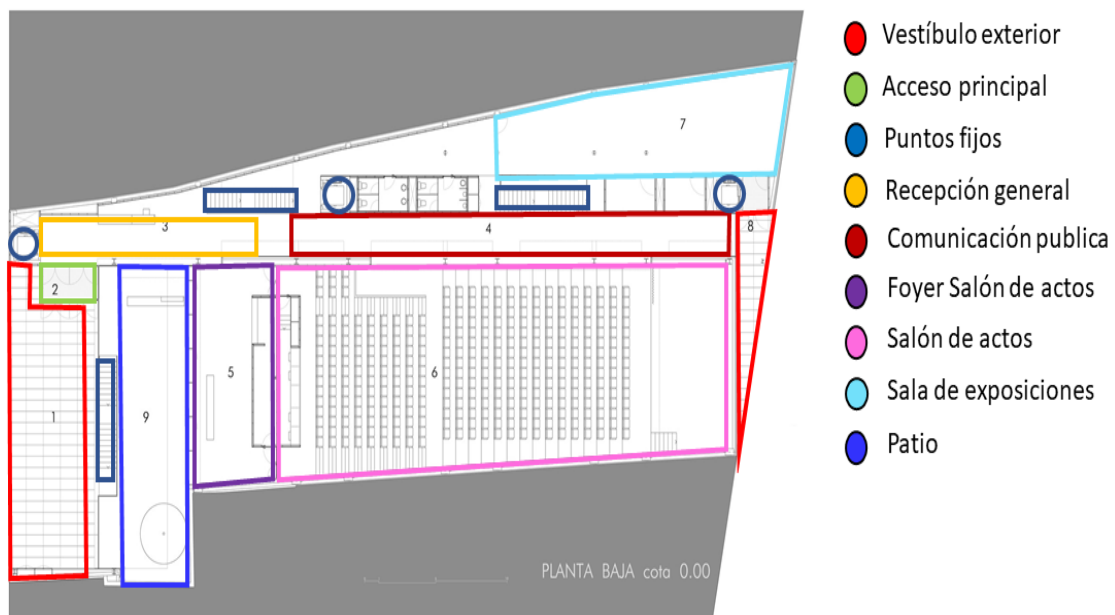 Vestíbulo exterior
Acceso principal
Puntos fijos
Recepción general
Comunicación publica
Foyer Salón de actos
Salón de actos
Sala de exposiciones
Patio
7
3
4
8
2
1
9
5
6
PLANTA BAJA cota 0.00